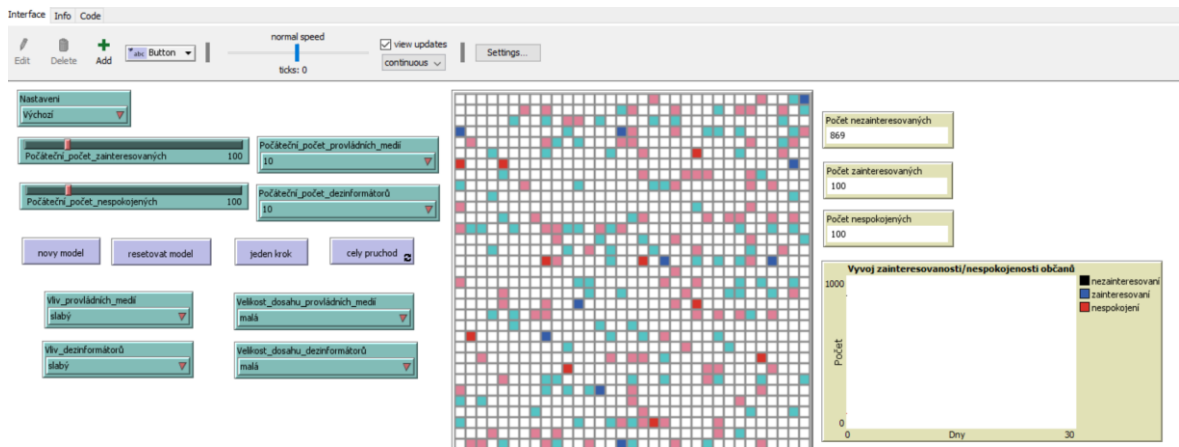 Interface Info Code
Edit
Delete
Add
abc Button
normal speed
ticks: 0
view updates
continuous
Settings...
Nastavení
Výchozí
Počáteční_počet_zainteresovaných 100
Počáteční_počet_nespokojených 100
Počáteční_počet_provládních_medií
10
Počáteční_počet_dezinformátorů
10
novy model
resetovat model
jeden krok
cely pruchod
Vliv_provládních_medií
slabý
Vliv_dezinformátorů
slabý
Velikost_dosahu_provládních_medií
malá
Velikost_dosahu_dezinformátorů
malá
Počet nezainteresovaných
869
Počet zainteresovaných
100
Počet nespokojených
100
Vyvoj zainteresovanosti/nespokojenosti občanů
1000
Počet
0
0
Dny
30
nezainteresovaní
zainteresovaní
nespokojení